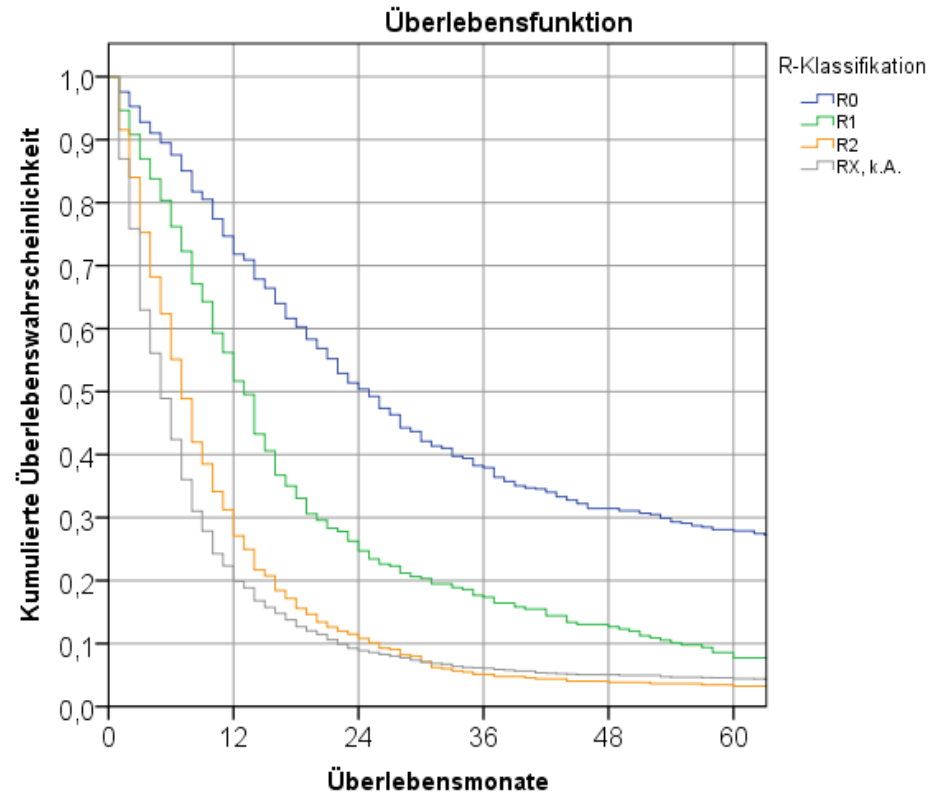 Überlebensfunktion
Kumulierte Überlebenswahrscheinlichkeit
1,0
0,9
0,8
0,7
0,6
0,5
0,4
0,3
0,2
0,1
0,0
0 12 24 36 48 60
Überlebensmonate
R-Klassifikation
R0
R1
R2
RX, k.A.